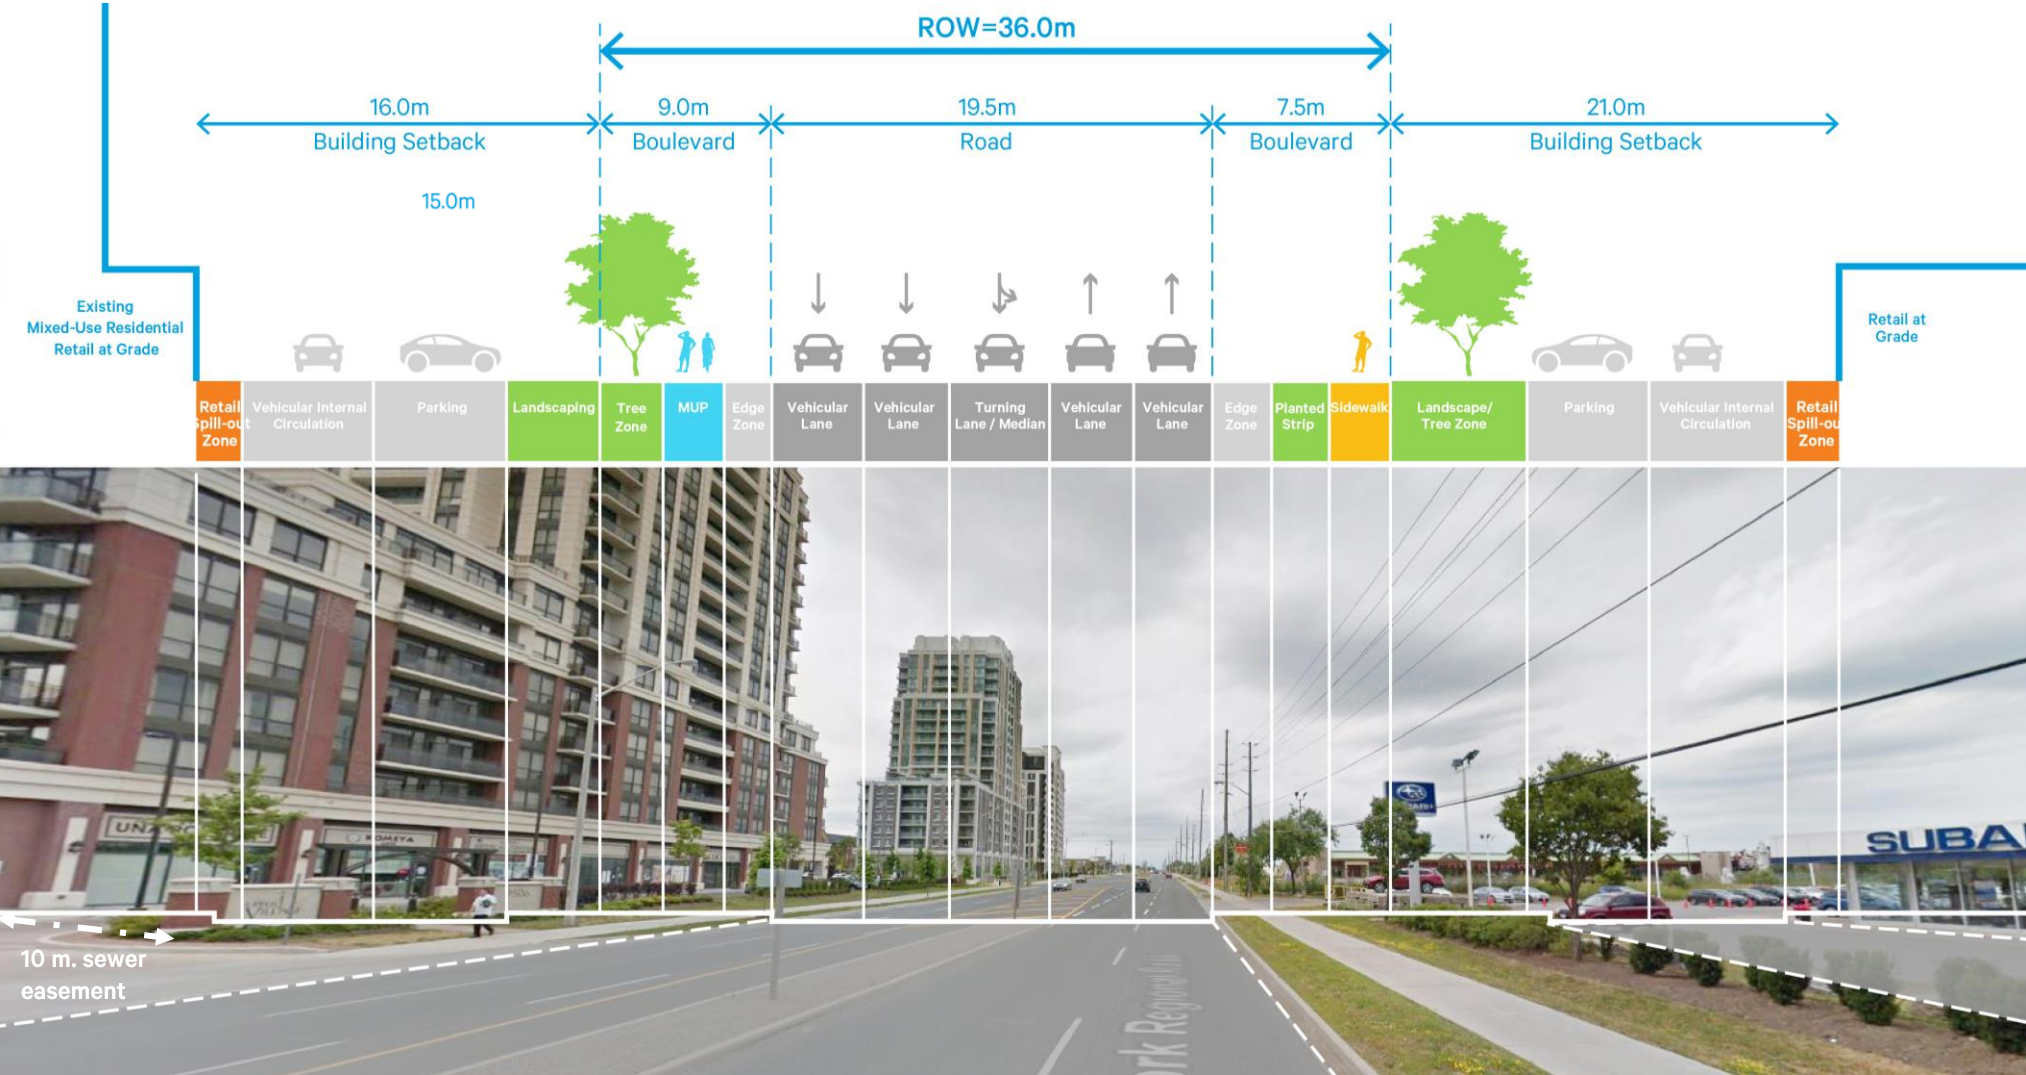 ROW=36.0m
16.0m
Building Setback
9.0m
Boulevard
19.5m
Road
7.5m
Boulevard
21.0m
Building Setback
15.0m
Existing
Mixed-Use Residential
Retail at Grade
Retail at
Grade
Retail
Spill-out
Zone
Vehicular Internal
Circulation
Parking
Landscaping
Tree
Zone
MUP
Edge
Zone
Vehicular
Lane
Vehicular
Lane
Turning
Lane / Median
Vehicular
Lane
Vehicular
Lane
Edge
Zone
Planted
Strip
Sidewalk
Landscape/
Tree Zone
Parking
Vehicular Internal
Circulation
Retail
Spill-ou
Zone
SUBA
10 m. sewer
easement